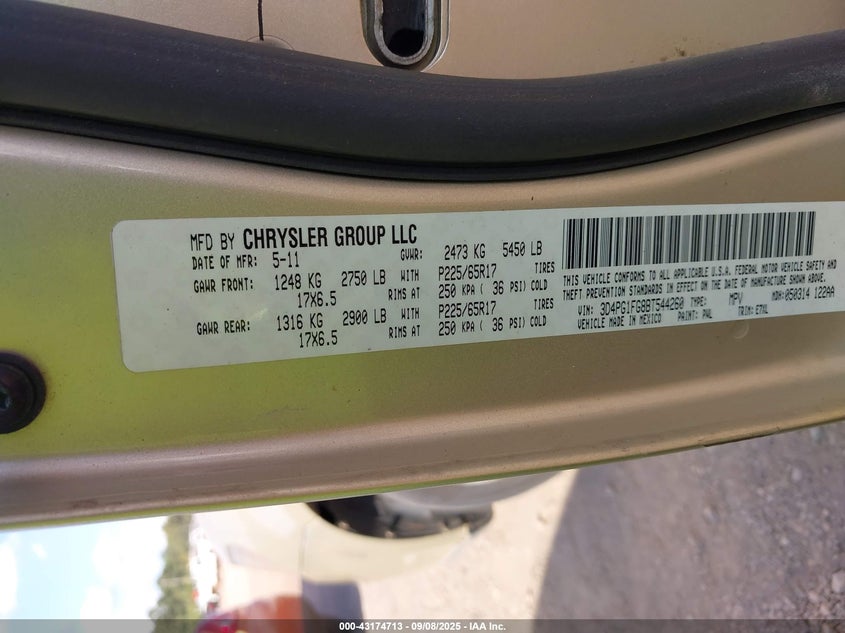 MFD BY CHRYSLER GROUP LLC
DATE OF MFR: 5-11 GVWR: 2473 KG 5450 LB
GAWR FRONT: 1248 KG 2750 LB WITH P225/65R17 TIRES
17X6.5 RIMS AT 250 KPA ( 36 PSI) COLD
GAWR REAR: 1316 KG 2900 LB WITH P225/65R17 TIRES
17X6.5 RIMS AT 250 KPA ( 36 PSI) COLD
THIS VEHICLE CONFORMS TO ALL APPLICABLE U.S.A. FEDERAL MOTOR VEHICLE SAFETY AND
THEFT PREVENTION STANDARDS IN EFFECT ON THE DATE OF MANUFACTURE SHOWN ABOVE.
VIN: 3D4PG1FG8BT544260 TYPE: MPV MDH:050314 122AA
VEHICLE MADE IN MEXICO PAINT: PAL TRIM: E7XL
000-43174713 - 09/08/2025 - IAA Inc.